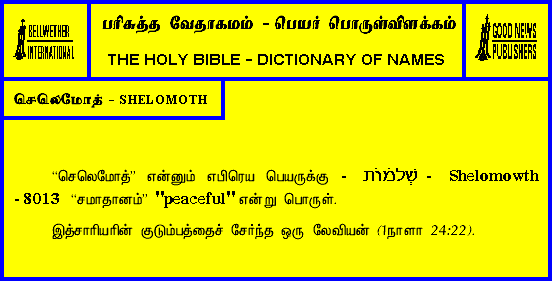 BELLWETHER
INTERNATIONAL
பரிசுத்த வேதாகமம் - பெயர் பொருள்விளக்கம்
THE HOLY BIBLE - DICTIONARY OF NAMES
GOOD NEWS
PUBLISHERS
செலெமோத் - SHELOMOTH
“செலெமோத்” என்னும் எபிரெய பெயருக்கு - שְׁלֹמוֹת - Shelomowth
- 8013 “சமாதானம்” "peaceful" என்று பொருள்.
இத்சாரியரின் குடும்பத்தைச் சேர்ந்த ஒரு லேவியன் (1நாளா 24:22).